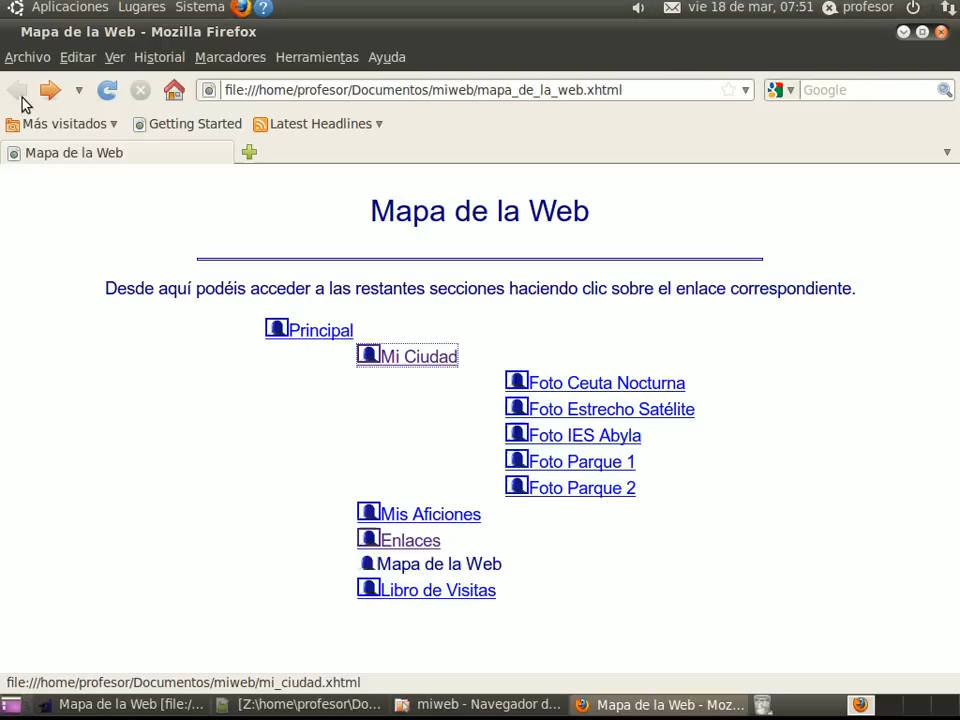 Aplicaciones Lugares Sistema vie 18 de mar, 07:51 profesor
Mapa de la Web - Mozilla Firefox
Archivo Editar Ver Historial Marcadores Herramientas Ayuda
file:///home/profesor/Documentos/miweb/mapa_de_la_web.xhtml Google
Más visitados Getting Started Latest Headlines
Mapa de la Web
Mapa de la Web
Desde aquí podéis acceder a las restantes secciones haciendo clic sobre el enlace correspondiente.
Principal
Mi Ciudad
Foto Ceuta Nocturna
Foto Estrecho Satélite
Foto IES Abyla
Foto Parque 1
Foto Parque 2
Mis Aficiones
Enlaces
Mapa de la Web
Libro de Visitas
file:///home/profesor/Documentos/miweb/mi_ciudad.xhtml
Mapa de la Web [file:/... [Z:\home\profesor\Do... miweb - Navegador d... Mapa de la Web - Moz...